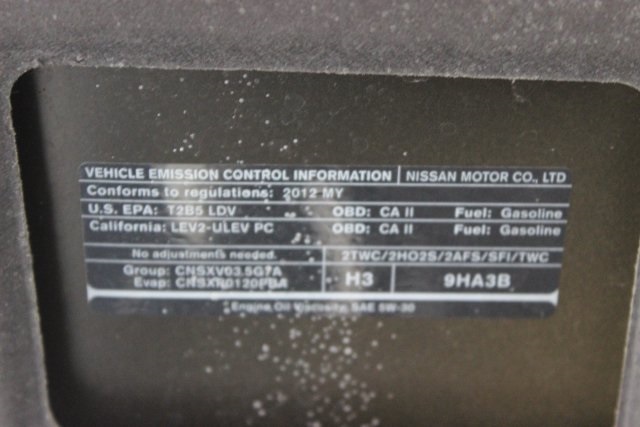 VEHICLE EMISSION CONTROL INFORMATION NISSAN MOTOR CO., LTD
Conforms to regulations: 2012 MY
U.S. EPA: T2B5 LDV OBD: CA II Fuel: Gasoline
California: LEV2-ULEV PC OBD: CA II Fuel: Gasoline
No adjustments needed. 2TWC/2HO2S/2AFS/SFI/TWC
Group: CNSXV03.5G7A H3 9HA3B
Evap: CNSXR0120PBA
Engine Oil Viscosity: SAE 5W-30